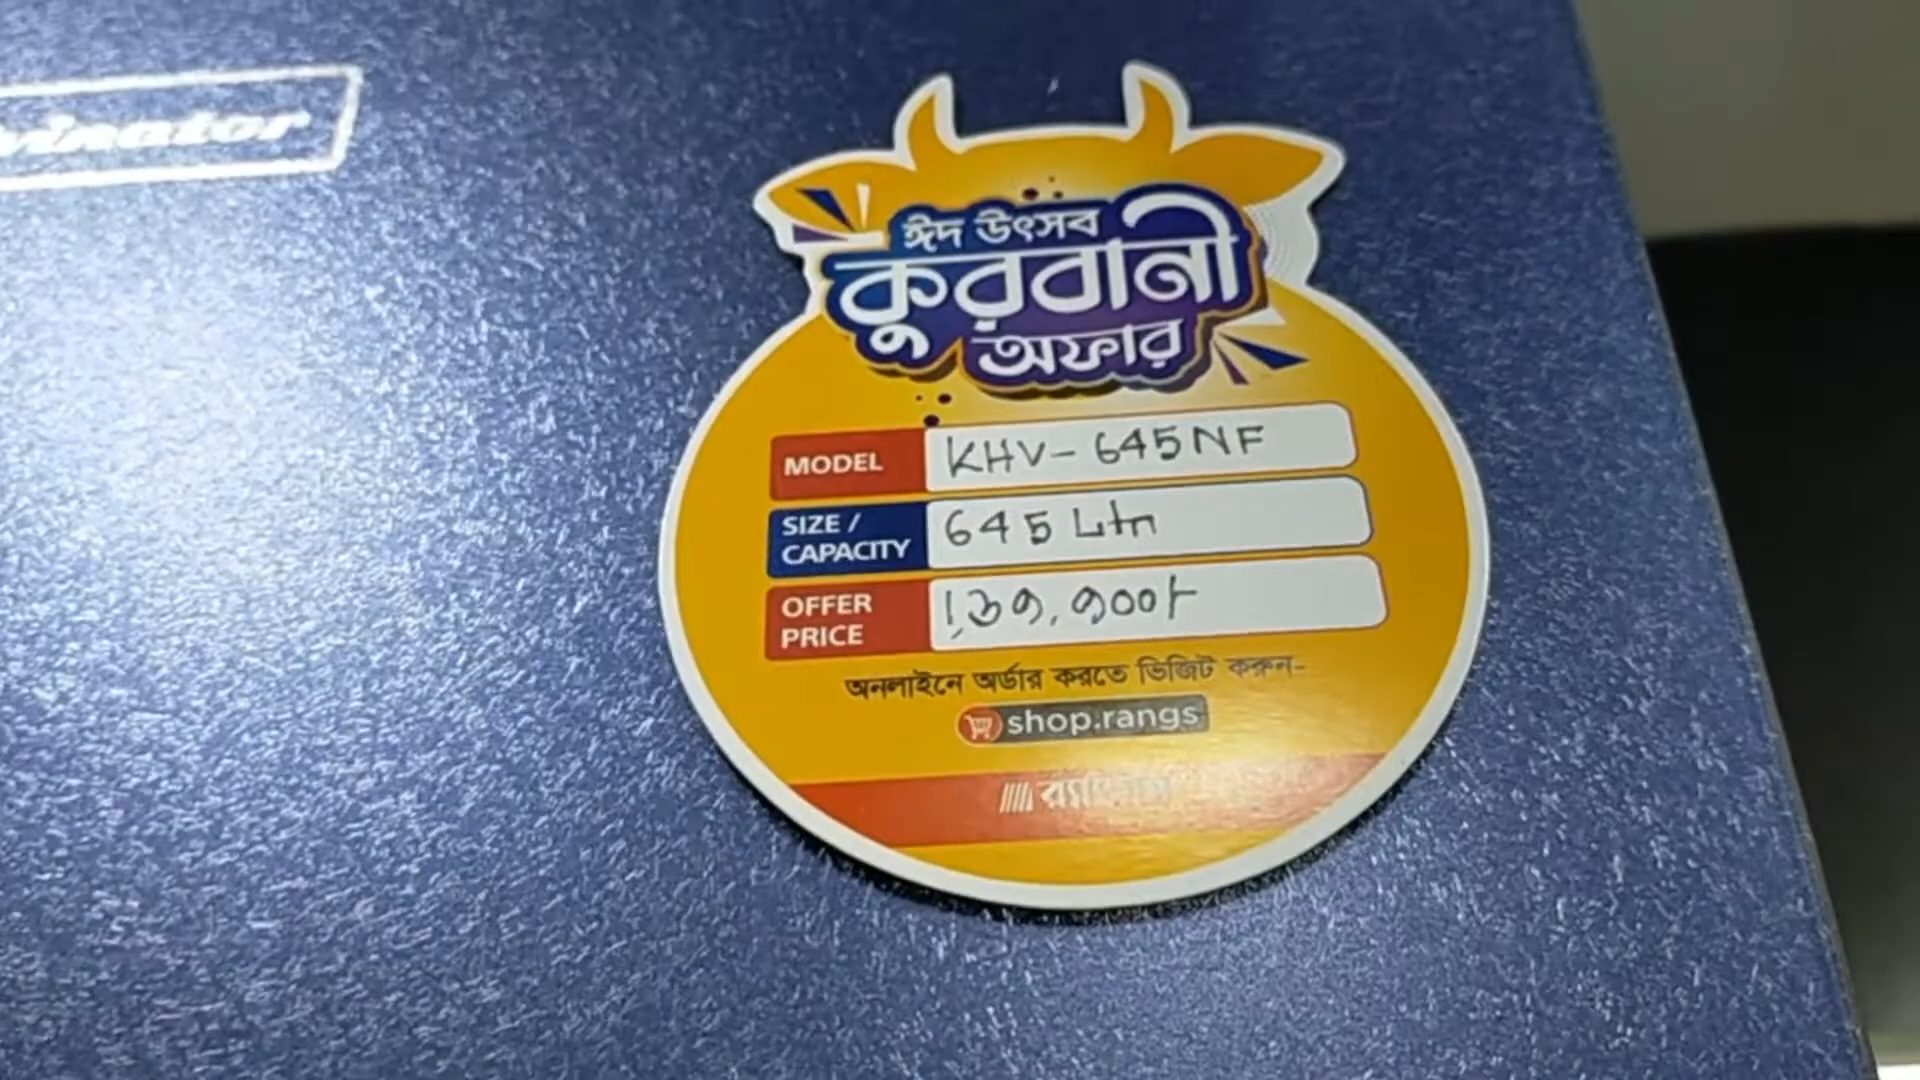 vinator
ঈদ উৎসব
কুরবানী
অফার
MODEL KHV-645NF
SIZE / CAPACITY 645 Ltr
OFFER PRICE 1,39,900/-
অনলাইনে অর্ডার করতে ভিজিট করুন-
shop.rangs